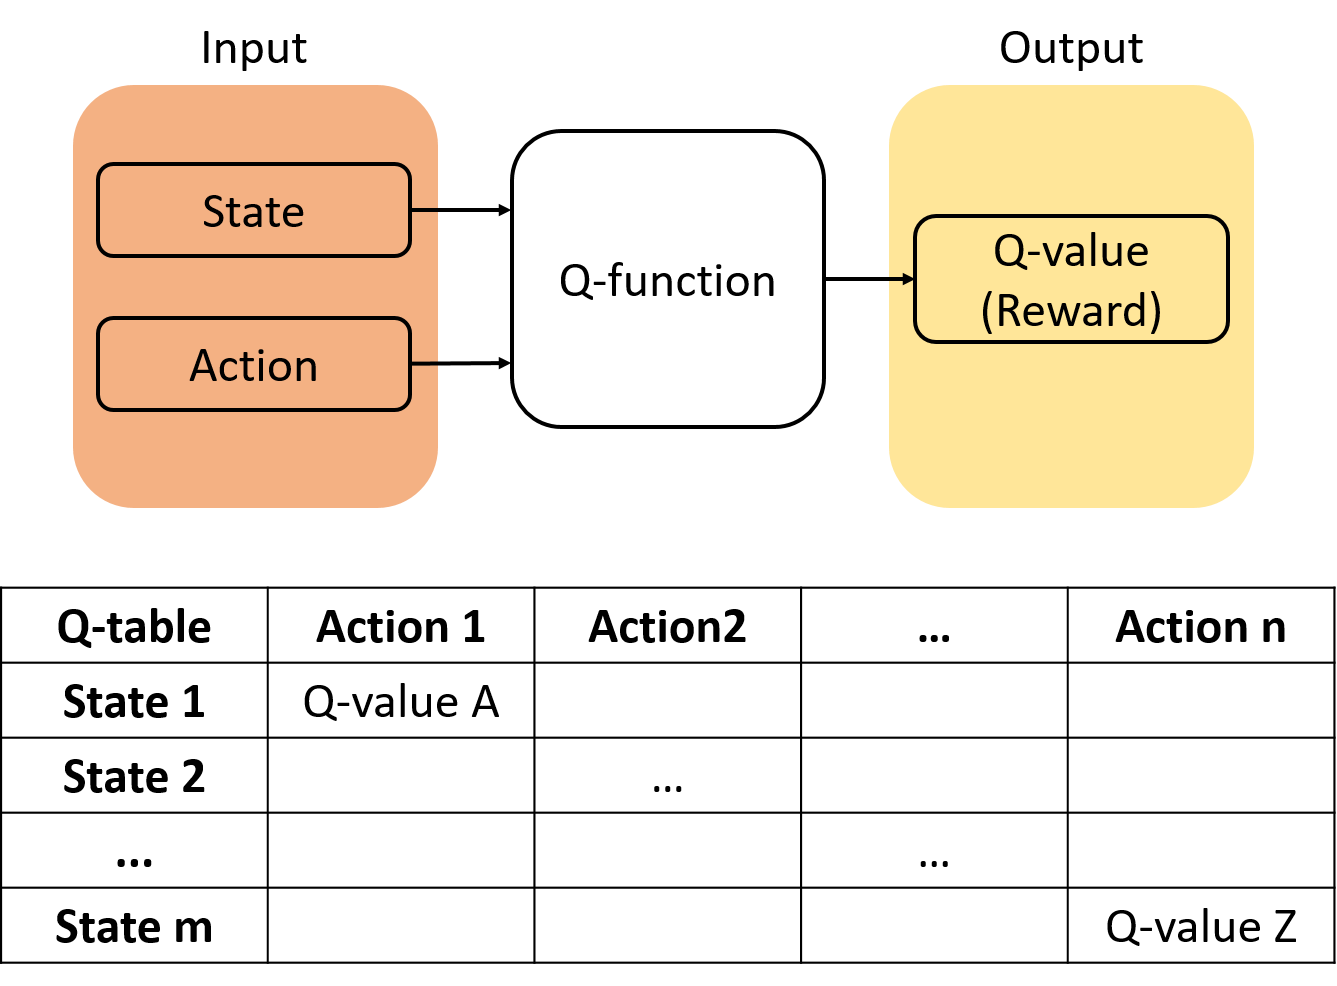 Input
Output
State
Action
Q-function
Q-value
(Reward)
Q-table Action 1 Action2 ... Action n
State 1 Q-value A
State 2 ...
... ...
State m Q-value Z